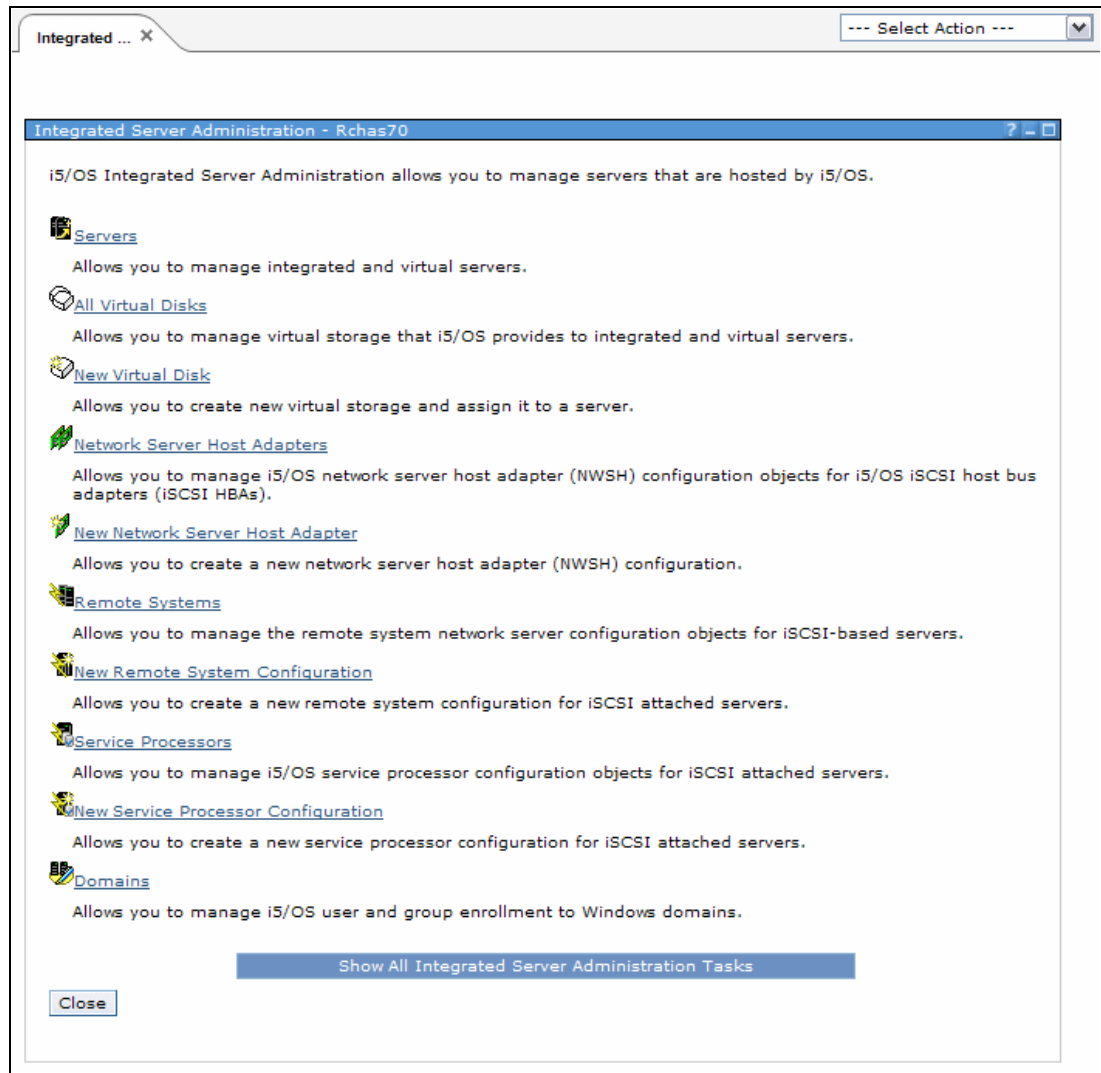 Integrated ... ×
--- Select Action ---
Integrated Server Administration - Rchas70
?
i5/OS Integrated Server Administration allows you to manage servers that are hosted by i5/OS.
Servers
Allows you to manage integrated and virtual servers.
All Virtual Disks
Allows you to manage virtual storage that i5/OS provides to integrated and virtual servers.
New Virtual Disk
Allows you to create new virtual storage and assign it to a server.
Network Server Host Adapters
Allows you to manage i5/OS network server host adapter (NWSH) configuration objects for i5/OS iSCSI host bus
adapters (iSCSI HBAs).
New Network Server Host Adapter
Allows you to create a new network server host adapter (NWSH) configuration.
Remote Systems
Allows you to manage the remote system network server configuration objects for iSCSI-based servers.
New Remote System Configuration
Allows you to create a new remote system configuration for iSCSI attached servers.
Service Processors
Allows you to manage i5/OS service processor configuration objects for iSCSI attached servers.
New Service Processor Configuration
Allows you to create a new service processor configuration for iSCSI attached servers.
Domains
Allows you to manage i5/OS user and group enrollment to Windows domains.
Show All Integrated Server Administration Tasks
Close